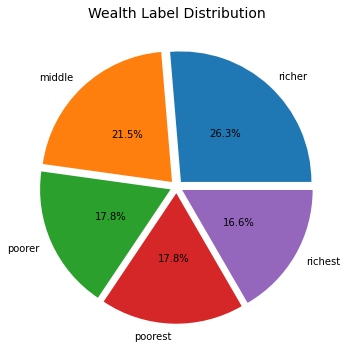 Wealth Label Distribution
richer
26.3%
middle
21.5%
poorer
17.8%
poorest
17.8%
richest
16.6%